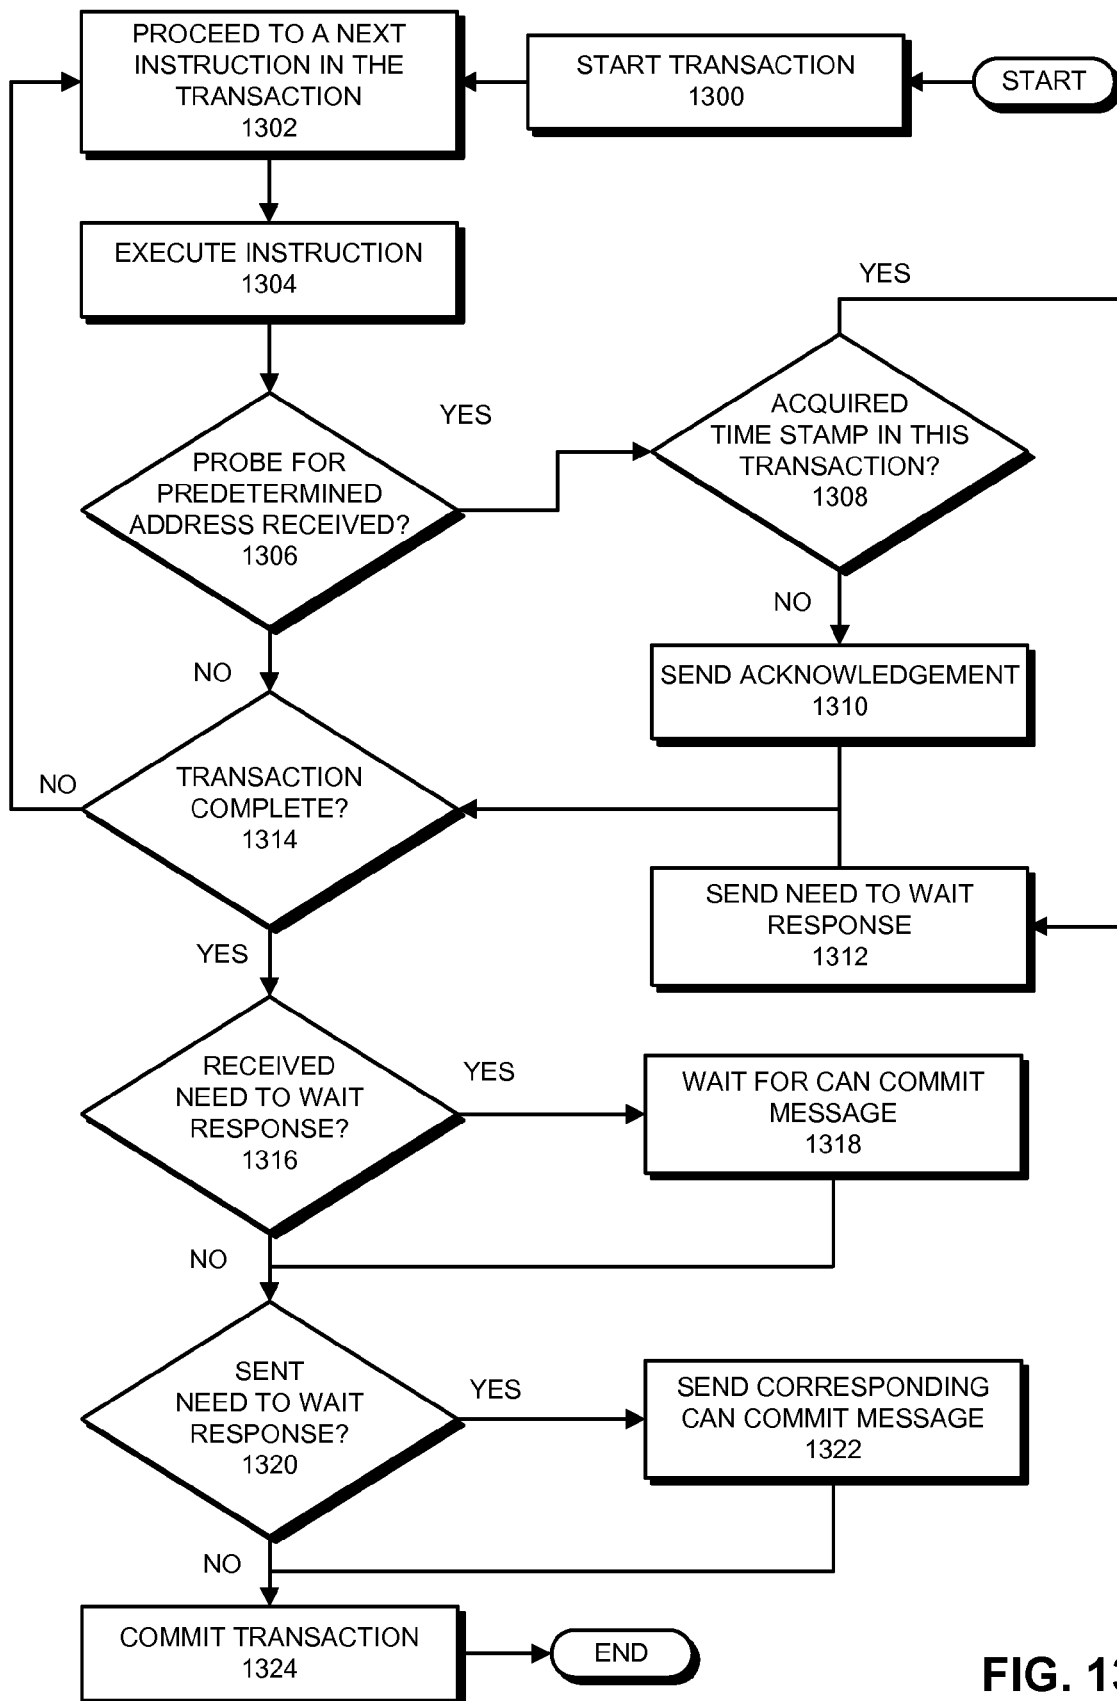 PROCEED TO A NEXT
INSTRUCTION IN THE
TRANSACTION
1302
START TRANSACTION
1300
START
EXECUTE INSTRUCTION
1304
YES
PROBE FOR
PREDETERMINED
ADDRESS RECEIVED?
1306
YES
ACQUIRED
TIME STAMP IN THIS
TRANSACTION?
1308
NO
NO
SEND ACKNOWLEDGEMENT
1310
NO
TRANSACTION
COMPLETE?
1314
SEND NEED TO WAIT
RESPONSE
1312
YES
RECEIVED
NEED TO WAIT
RESPONSE?
1316
YES
WAIT FOR CAN COMMIT
MESSAGE
1318
NO
SENT
NEED TO WAIT
RESPONSE?
1320
YES
SEND CORRESPONDING
CAN COMMIT MESSAGE
1322
NO
COMMIT TRANSACTION
1324
END
FIG. 13